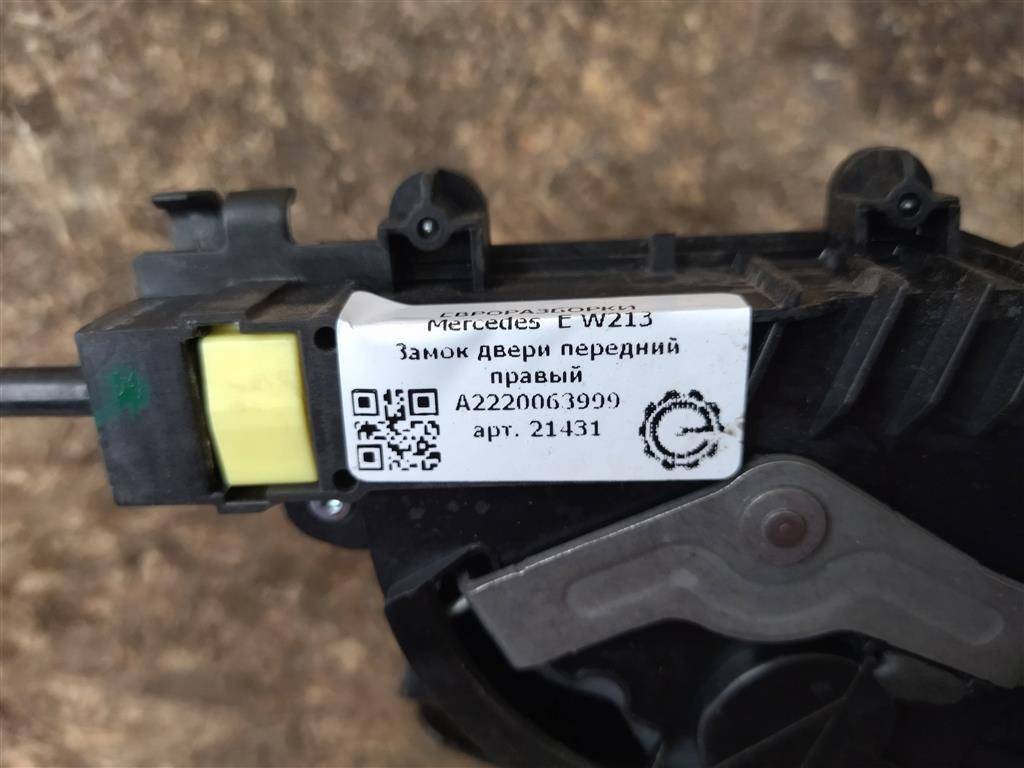 ЕВРОРАЗБОРКИ
Mercedes E W213
Замок двери передний
правый
A2220063999
арт. 21431